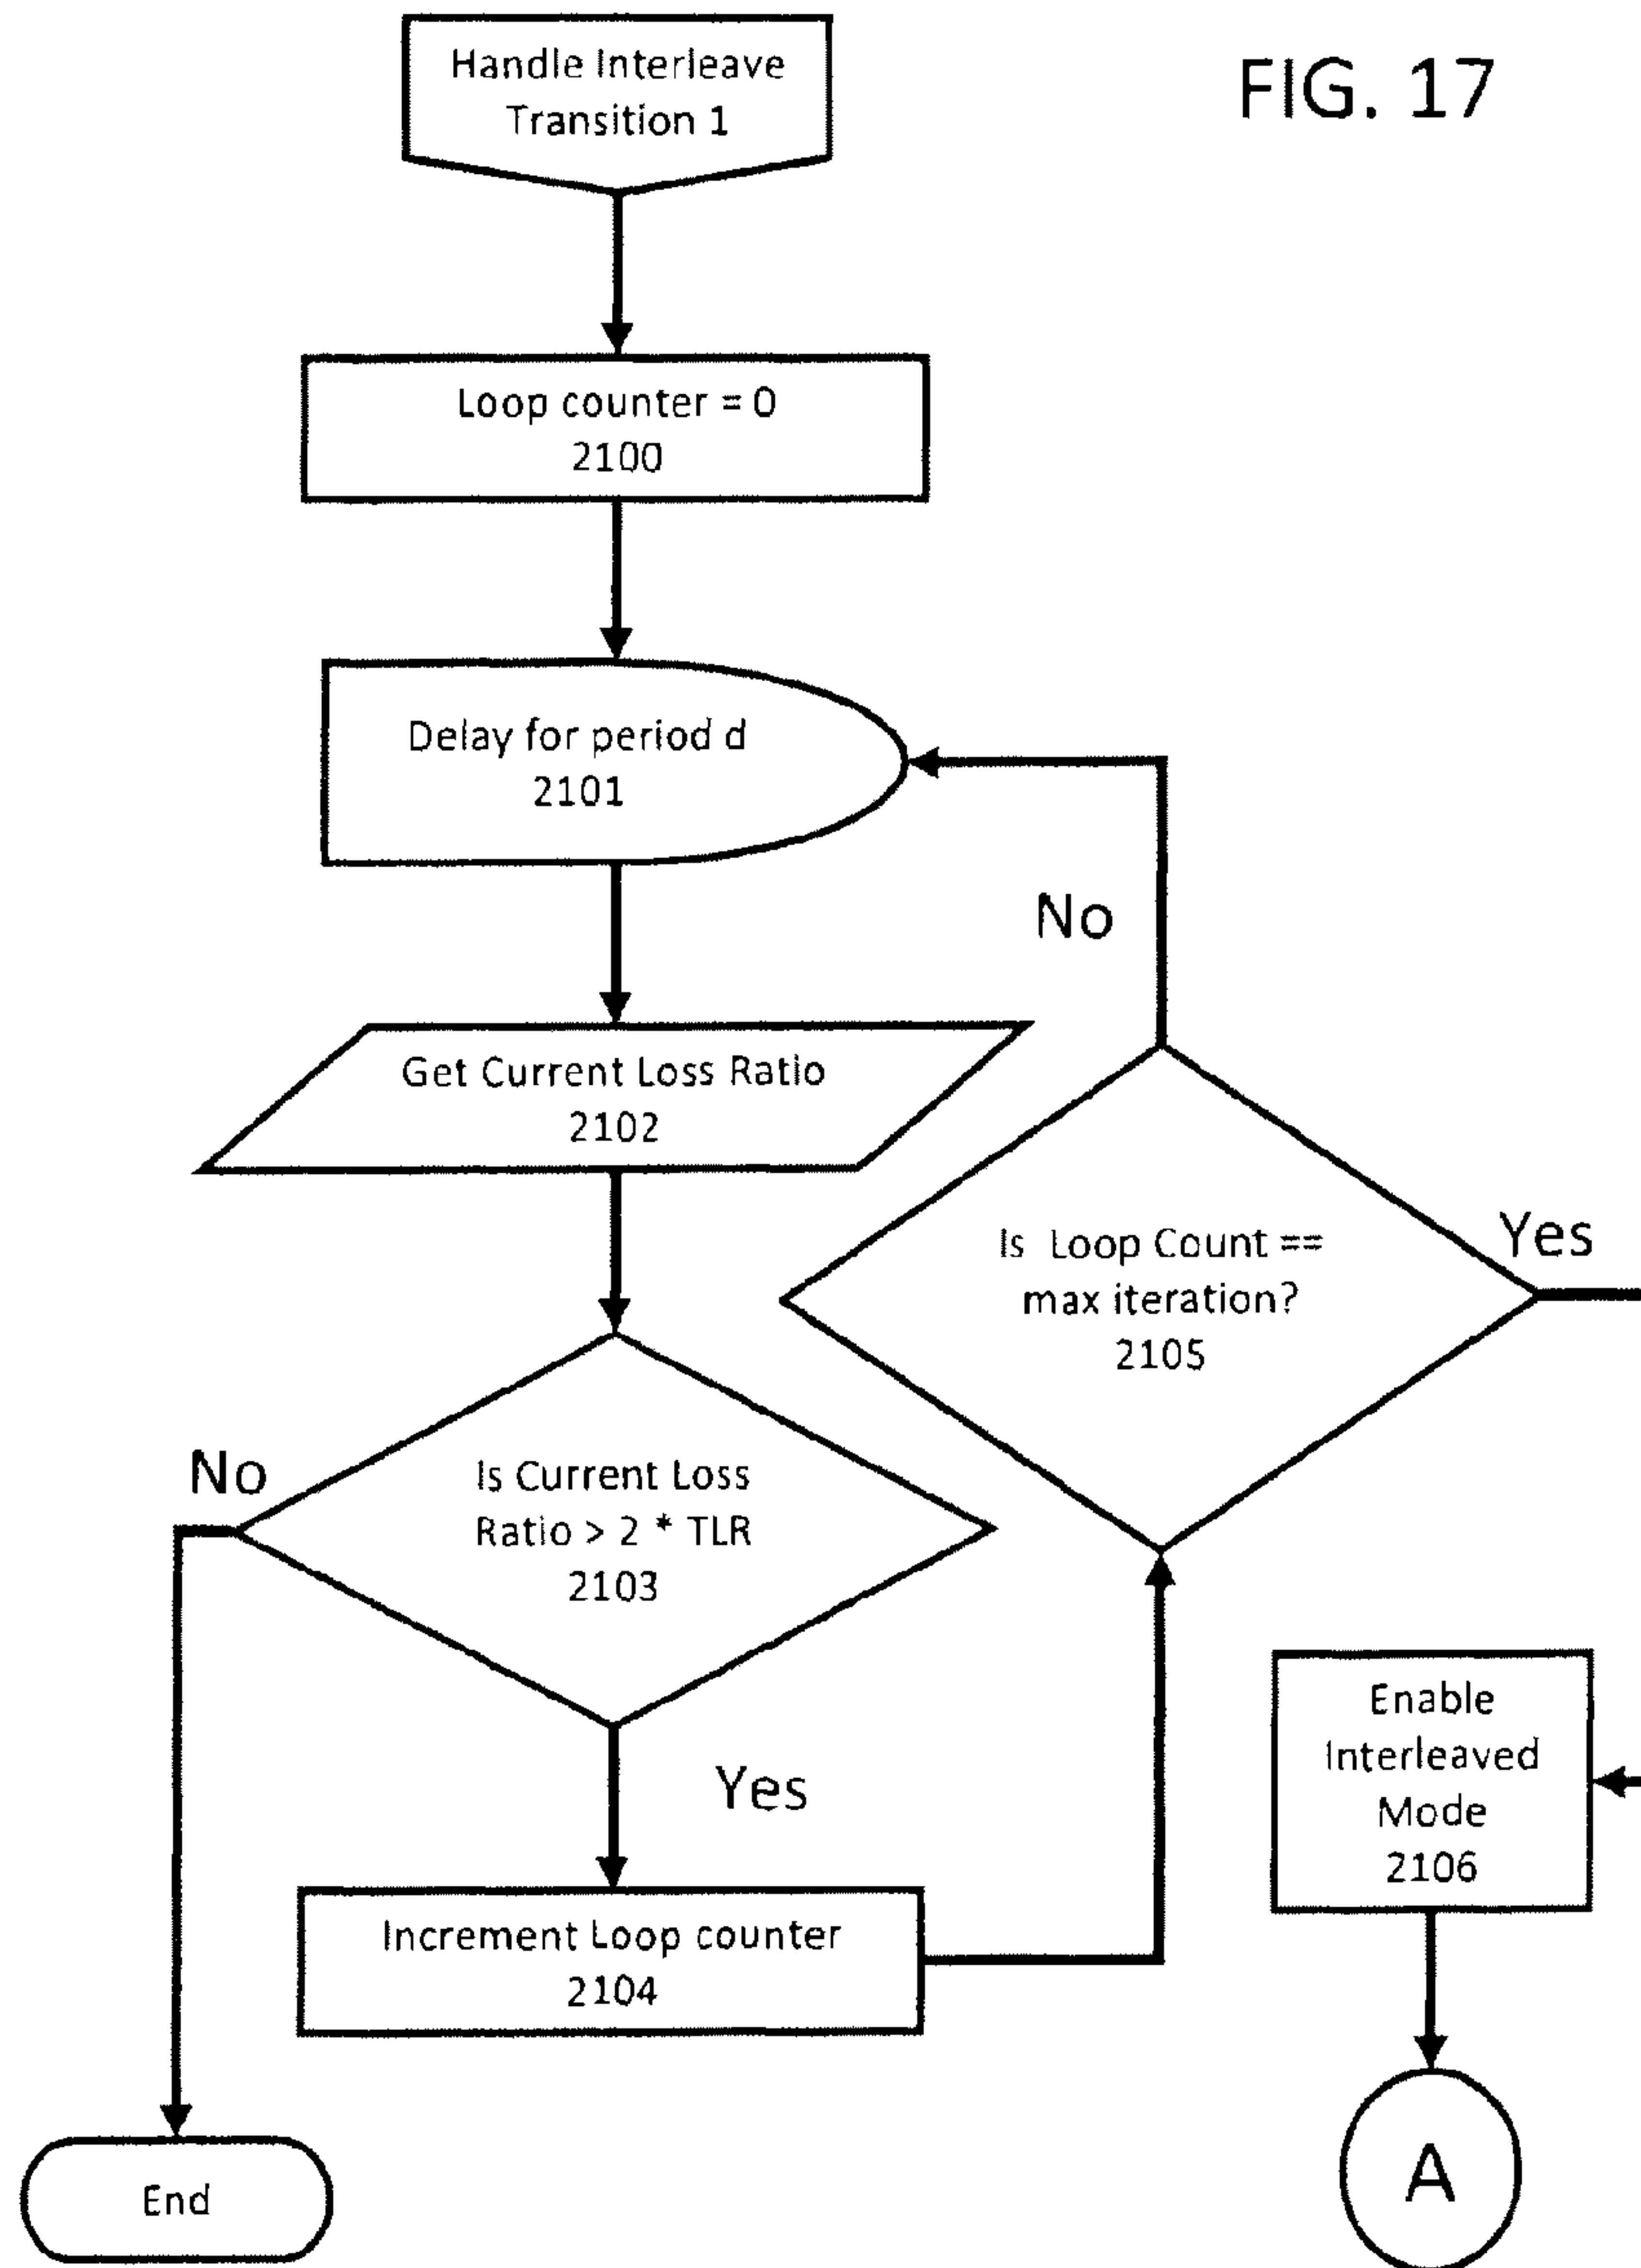 FIG. 17
Handle Interleave
Transition 1
Loop counter = 0
2100
Delay for period d
2101
No
Get Current Loss Ratio
2102
Is Loop Count ==
max iteration?
2105
Yes
Is Current Loss
Ratio > 2 * TLR
2103
No
Yes
Increment Loop counter
2104
Enable
Interleaved
Mode
2106
End
A